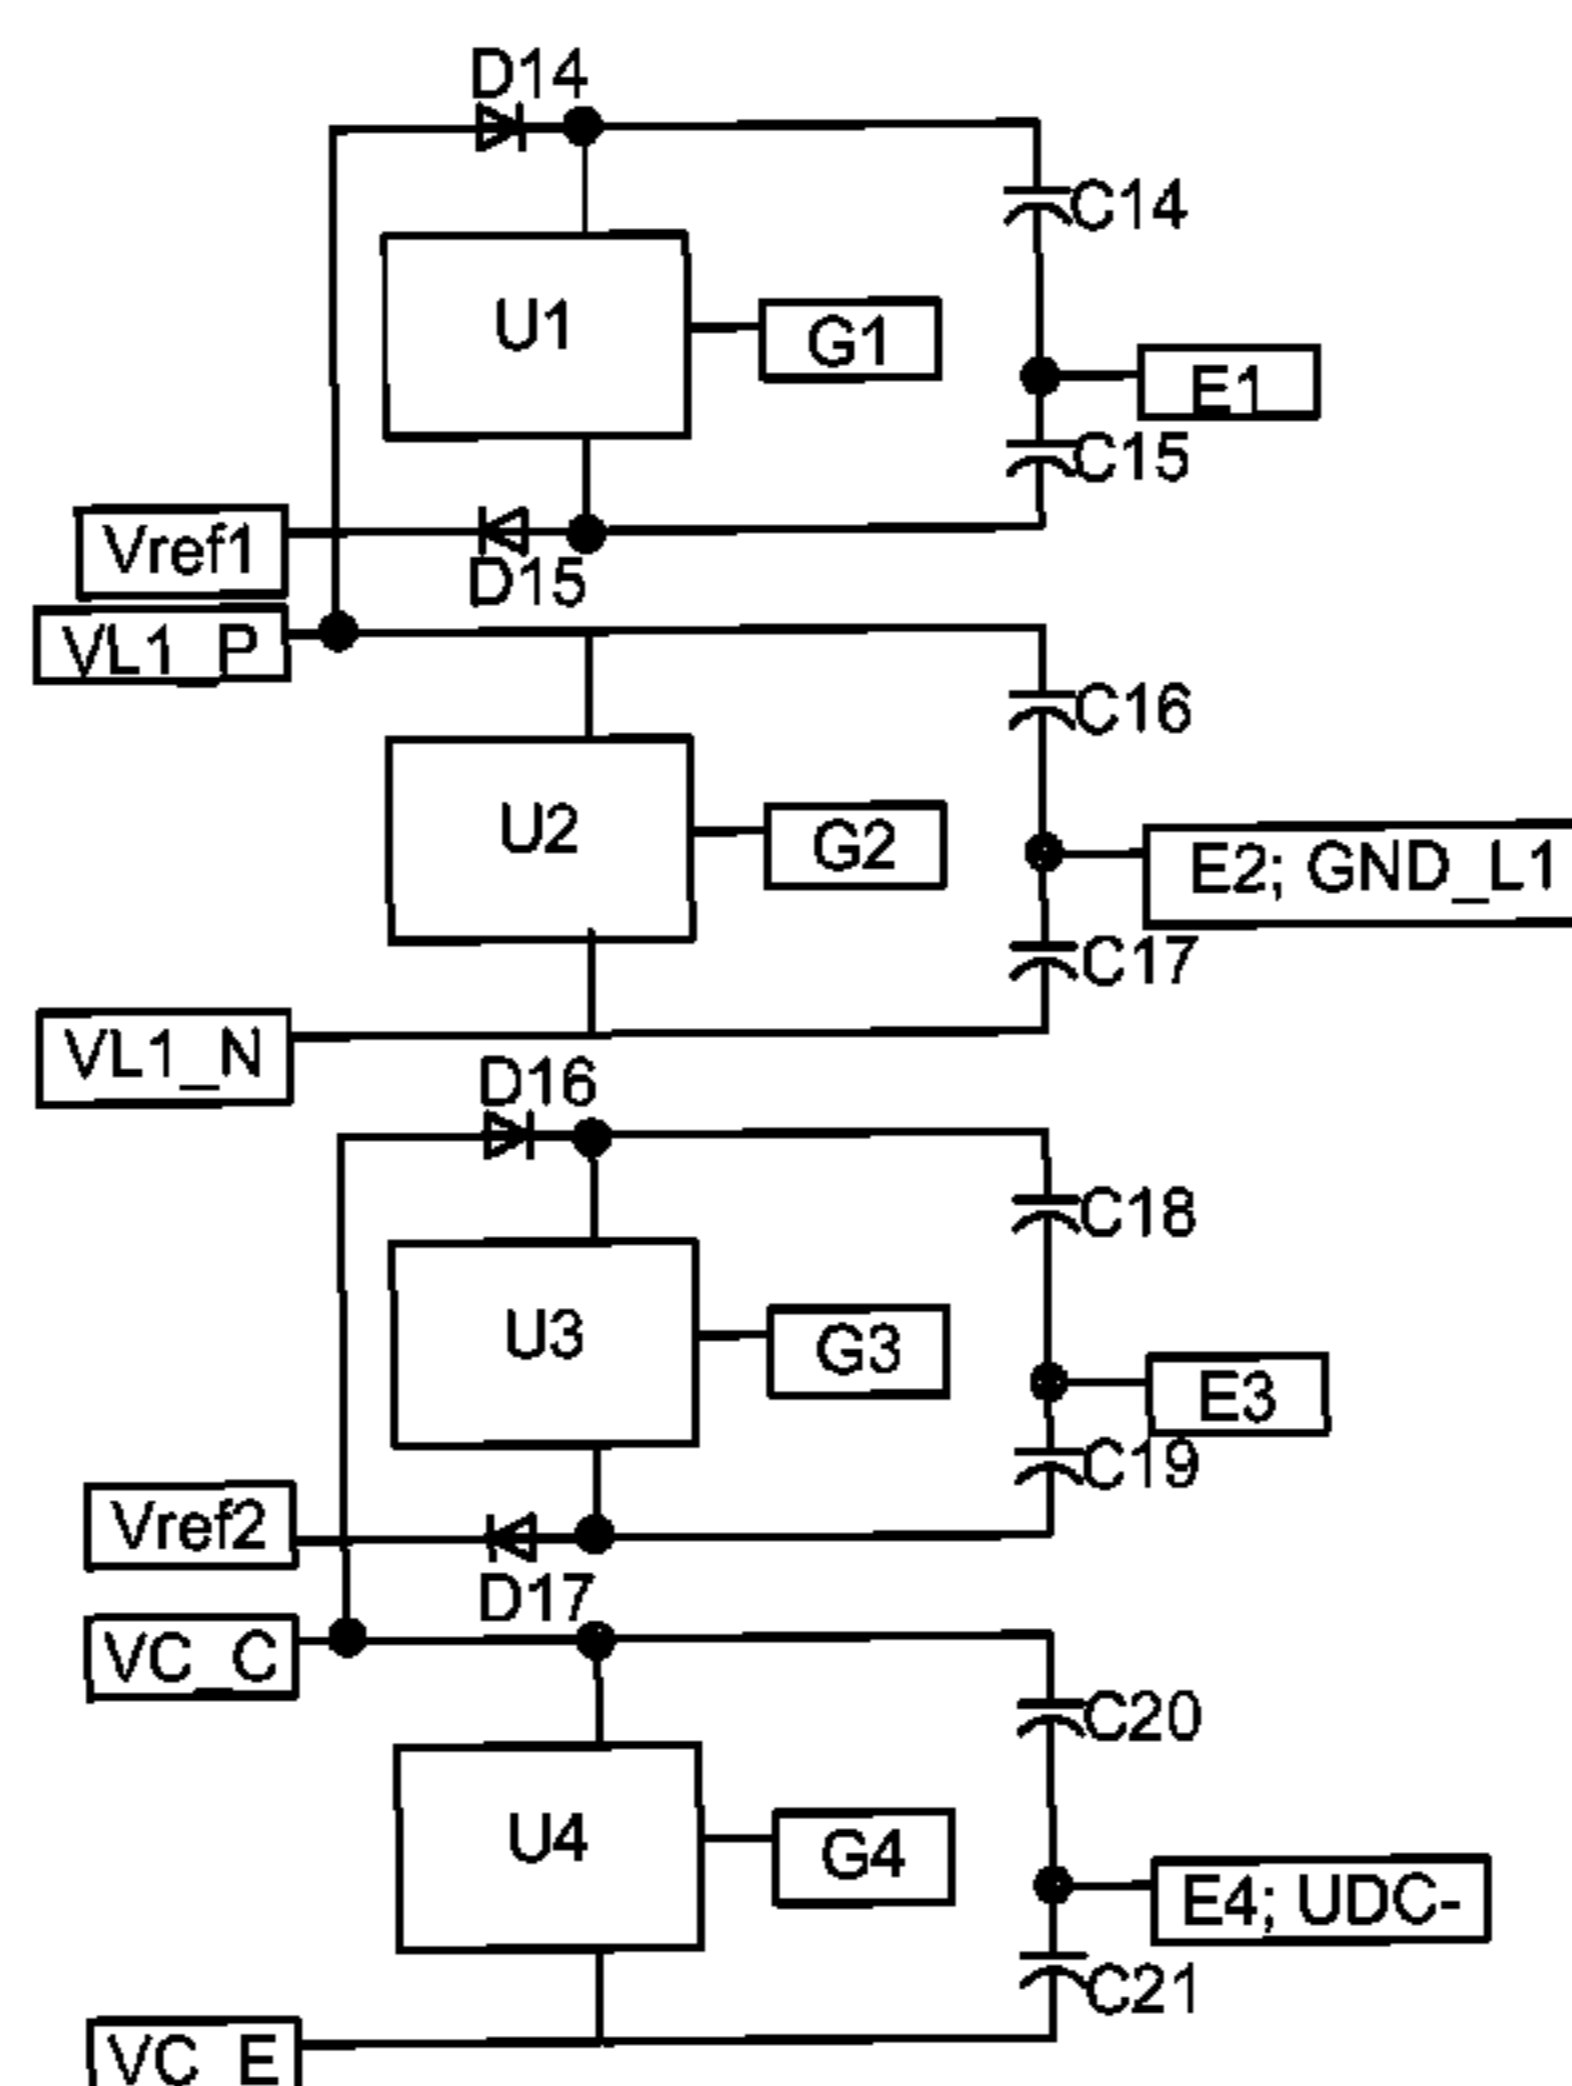 D14
C14
U1
G1
E1
C15
Vref1
D15
VL1_P
C16
U2
G2
E2; GND_L1
C17
VL1_N
D16
C18
U3
G3
E3
C19
Vref2
D17
VC_C
C20
U4
G4
E4; UDC-
C21
VC_E